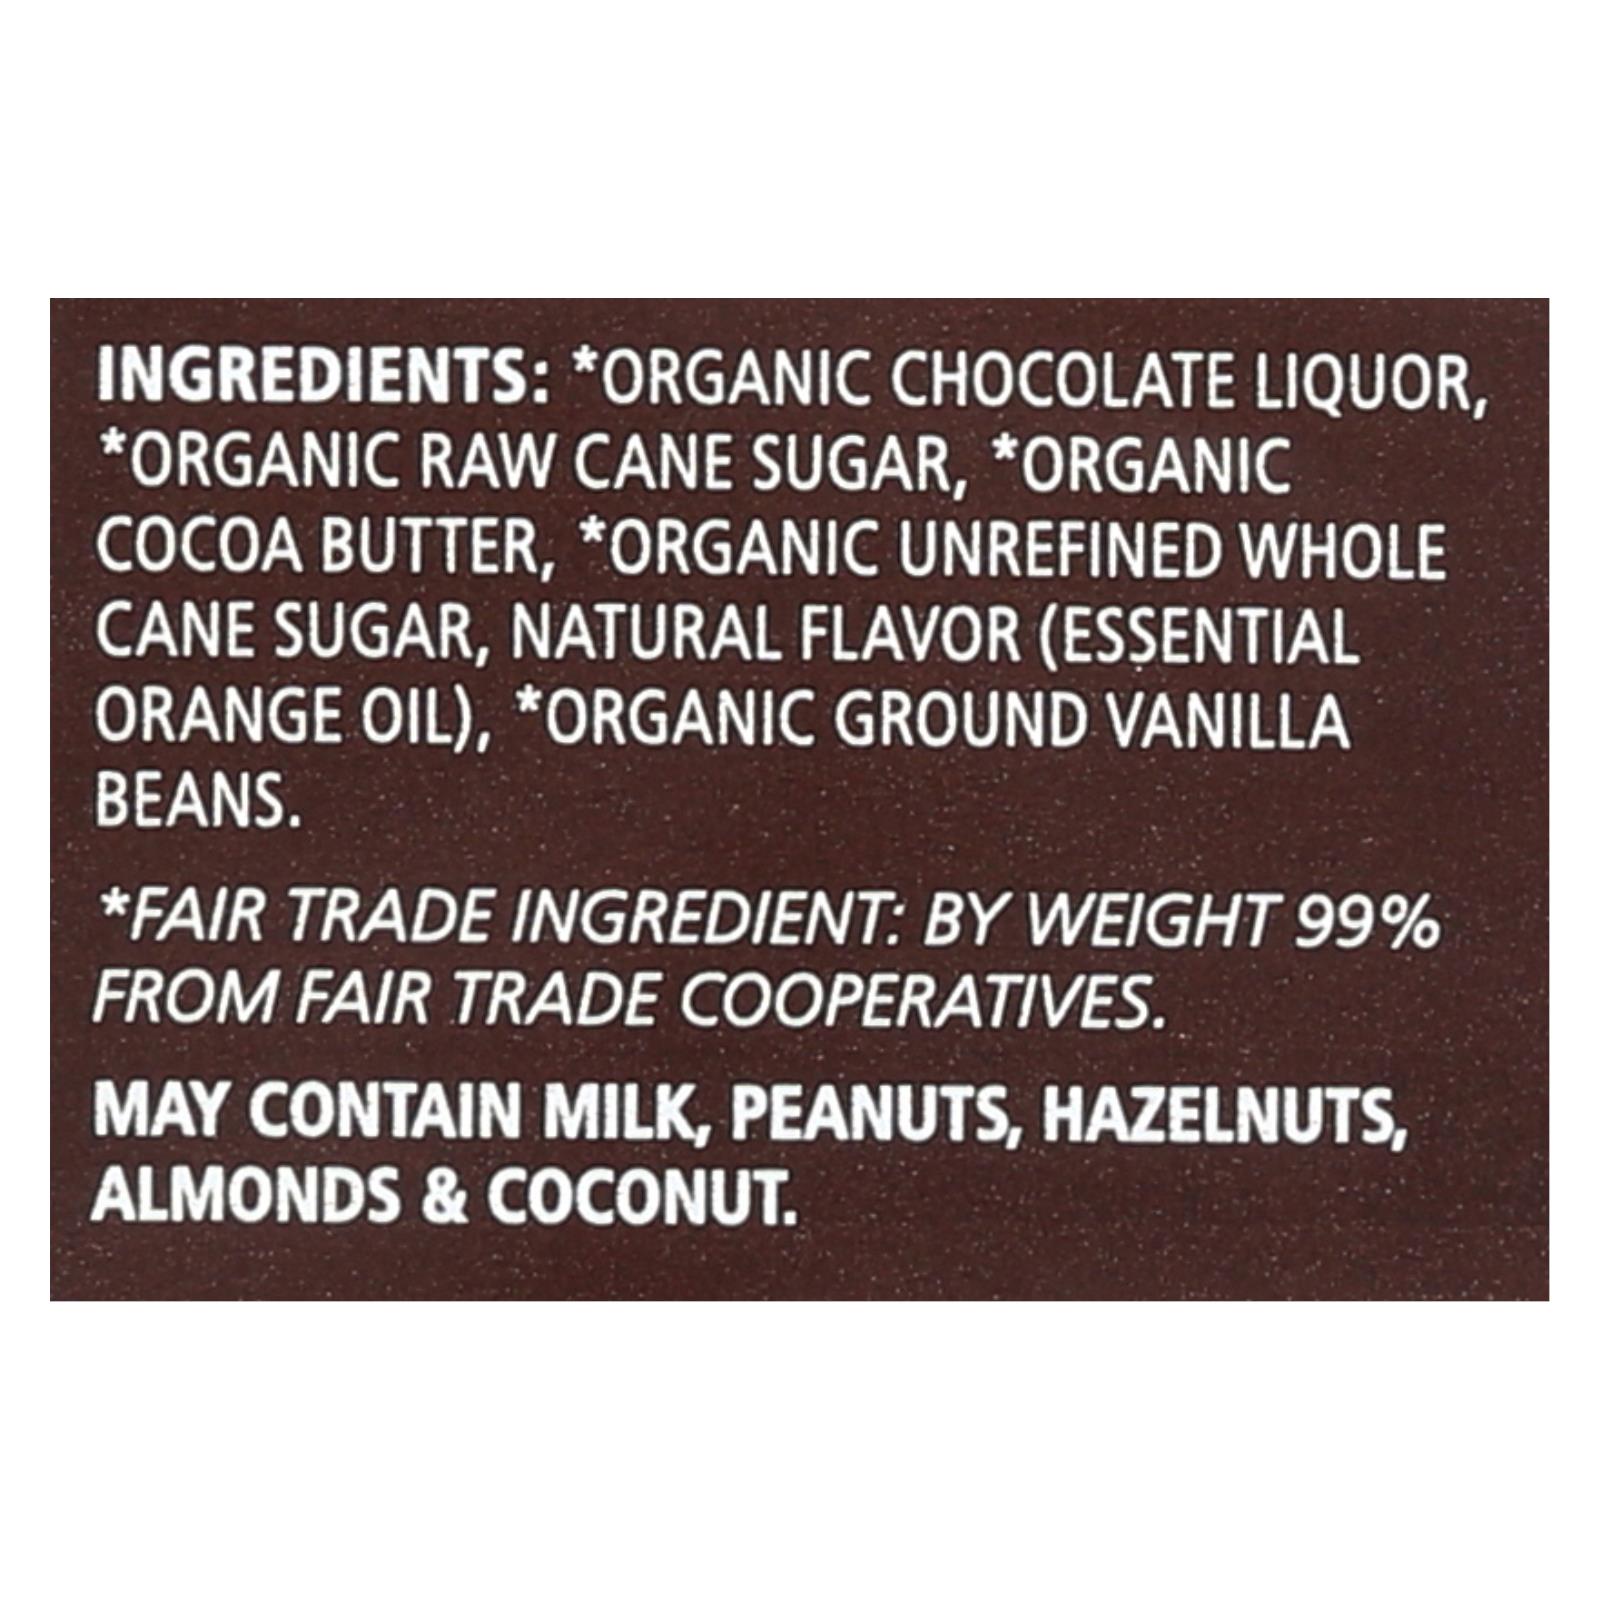 INGREDIENTS: *ORGANIC CHOCOLATE LIQUOR,
*ORGANIC RAW CANE SUGAR, *ORGANIC
COCOA BUTTER, *ORGANIC UNREFINED WHOLE
CANE SUGAR, NATURAL FLAVOR (ESSENTIAL
ORANGE OIL), *ORGANIC GROUND VANILLA
BEANS.
*FAIR TRADE INGREDIENT: BY WEIGHT 99%
FROM FAIR TRADE COOPERATIVES.
MAY CONTAIN MILK, PEANUTS, HAZELNUTS,
ALMONDS & COCONUT.